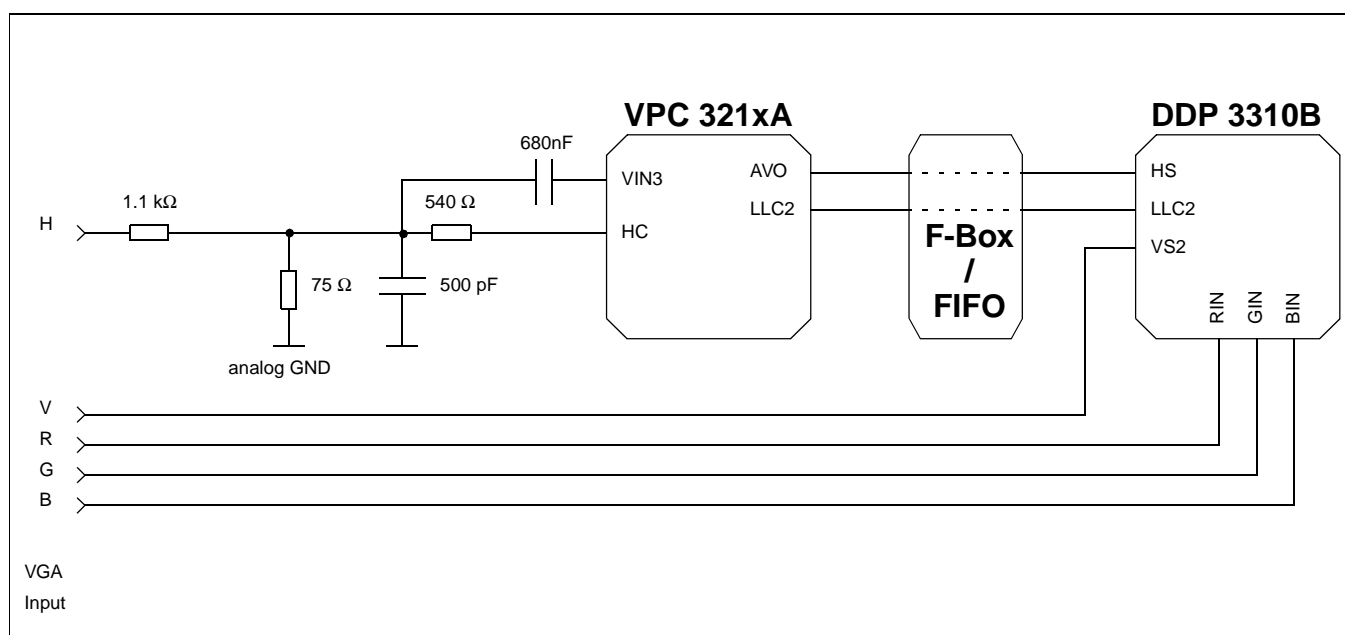 VPC 321xA
DDP 3310B
680nF
VIN3
AVO
HS
1.1 kΩ
540 Ω
LLC2
LLC2
H
HC
F-Box
/
FIFO
VS2
75 Ω
500 pF
RIN
GIN
BIN
analog GND
V
R
G
B
VGA
Input